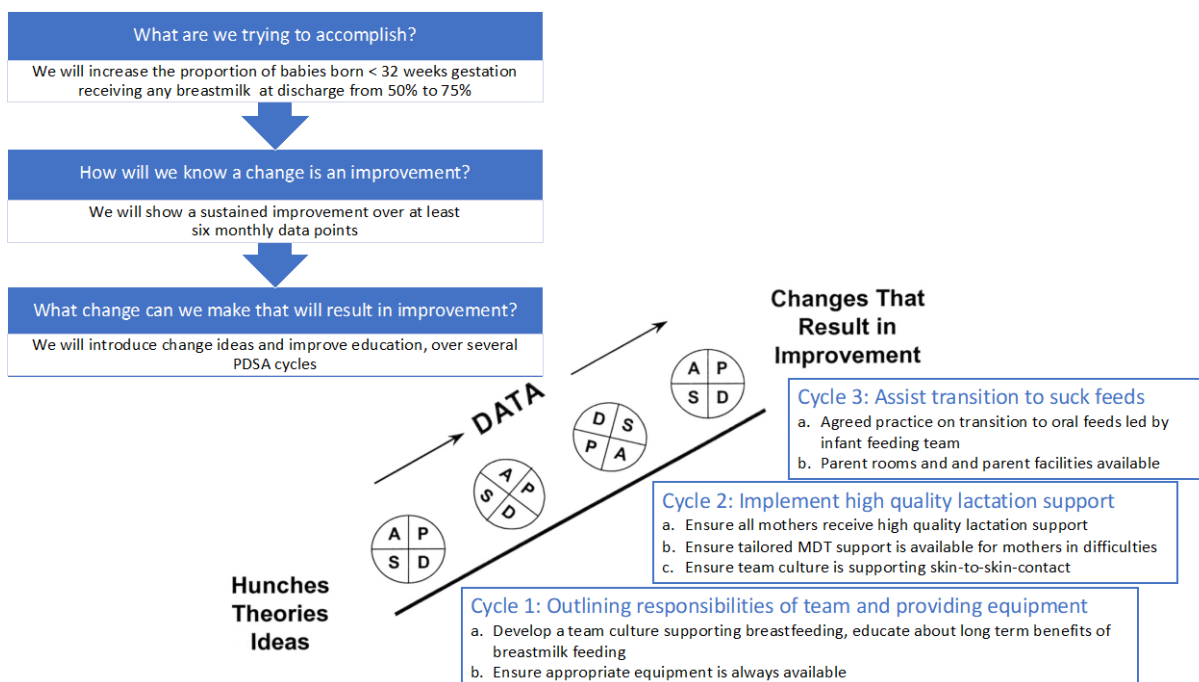 What are we trying to accomplish?
We will increase the proportion of babies born < 32 weeks gestation
receiving any breastmilk at discharge from 50% to 75%
How will we know a change is an improvement?
We will show a sustained improvement over at least
six monthly data points
What change can we make that will result in improvement?
We will introduce change ideas and improve education, over several
PDSA cycles
Changes That
Result in
Improvement
DATA
A P
S D
D S
P A
A P
S D
A P
S D
Hunches
Theories
Ideas
Cycle 3: Assist transition to suck feeds
a. Agreed practice on transition to oral feeds led by
infant feeding team
b. Parent rooms and and parent facilities available
Cycle 2: Implement high quality lactation support
a. Ensure all mothers receive high quality lactation support
b. Ensure tailored MDT support is available for mothers in difficulties
c. Ensure team culture is supporting skin-to-skin-contact
Cycle 1: Outlining responsibilities of team and providing equipment
a. Develop a team culture supporting breastfeeding, educate about long term benefits of
breastmilk feeding
b. Ensure appropriate equipment is always available